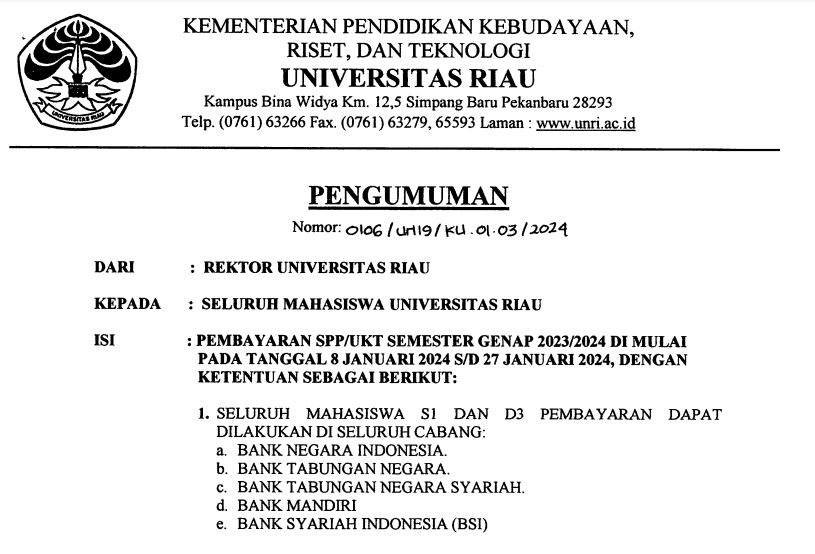 KEMENTERIAN PENDIDIKAN KEBUDAYAAN,
RISET, DAN TEKNOLOGI
UNIVERSITAS RIAU
Kampus Bina Widya Km. 12,5 Simpang Baru Pekanbaru 28293
Telp. (0761) 63266 Fax. (0761) 63279, 65593 Laman : www.unri.ac.id
UNIVERSITAS RIAU
PENGUMUMAN
Nomor: 0106/UN19/KU.01.03/2024
DARI : REKTOR UNIVERSITAS RIAU
KEPADA : SELURUH MAHASISWA UNIVERSITAS RIAU
ISI : PEMBAYARAN SPP/UKT SEMESTER GENAP 2023/2024 DI MULAI
PADA TANGGAL 8 JANUARI 2024 S/D 27 JANUARI 2024, DENGAN
KETENTUAN SEBAGAI BERIKUT:
1. SELURUH MAHASISWA S1 DAN D3 PEMBAYARAN DAPAT
DILAKUKAN DI SELURUH CABANG:
a. BANK NEGARA INDONESIA.
b. BANK TABUNGAN NEGARA.
c. BANK TABUNGAN NEGARA SYARIAH.
d. BANK MANDIRI
e. BANK SYARIAH INDONESIA (BSI)